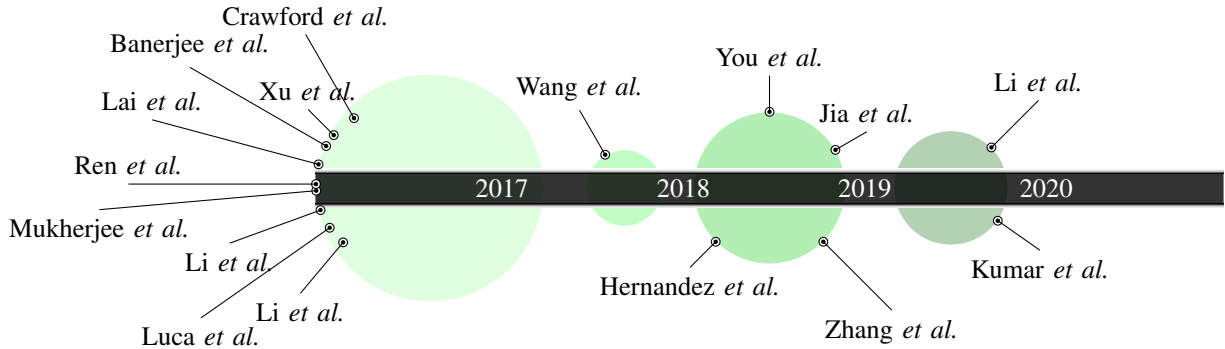 Crawford et al.
Banerjee et al.
Xu et al.
Lai et al.
Ren et al.
Mukherjee et al.
Li et al.
Luca et al.
Li et al.
Wang et al.
You et al.
Jia et al.
Li et al.
2017 2018 2019 2020
Hernandez et al.
Zhang et al.
Kumar et al.